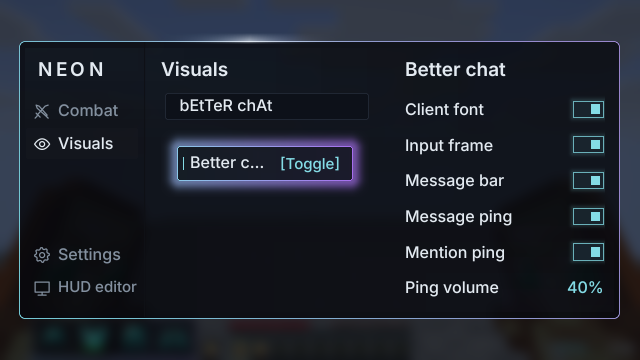 NEON
Combat
Visuals
Settings
HUD editor
Visuals
bEtTeR chAt
Better c... [Toggle]
Better chat
Client font
Input frame
Message bar
Message ping
Mention ping
Ping volume 40%